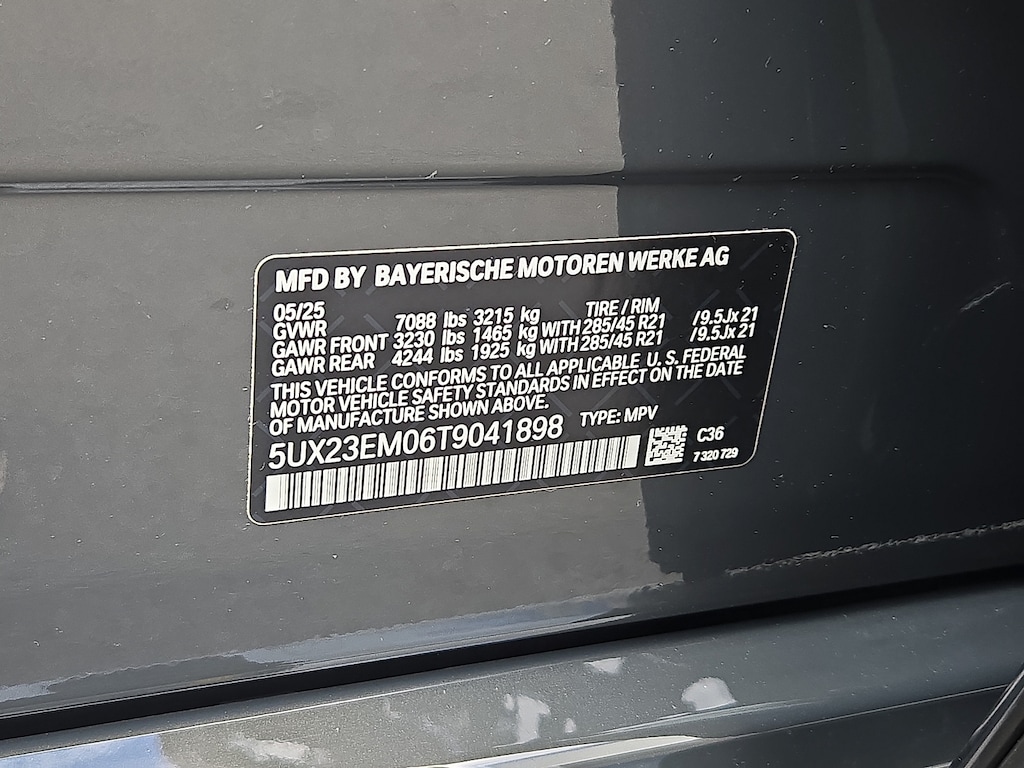 MFD BY BAYERISCHE MOTOREN WERKE AG
05/25 TIRE / RIM
GVWR 7088 lbs 3215 kg
GAWR FRONT 3230 lbs 1465 kg WITH 285/45 R21 /9.5Jx21
GAWR REAR 4244 lbs 1925 kg WITH 285/45 R21 /9.5Jx21
THIS VEHICLE CONFORMS TO ALL APPLICABLE U. S. FEDERAL
MOTOR VEHICLE SAFETY STANDARDS IN EFFECT ON THE DATE
OF MANUFACTURE SHOWN ABOVE.
5UX23EM06T9041898 TYPE: MPV
C36
7 320 729